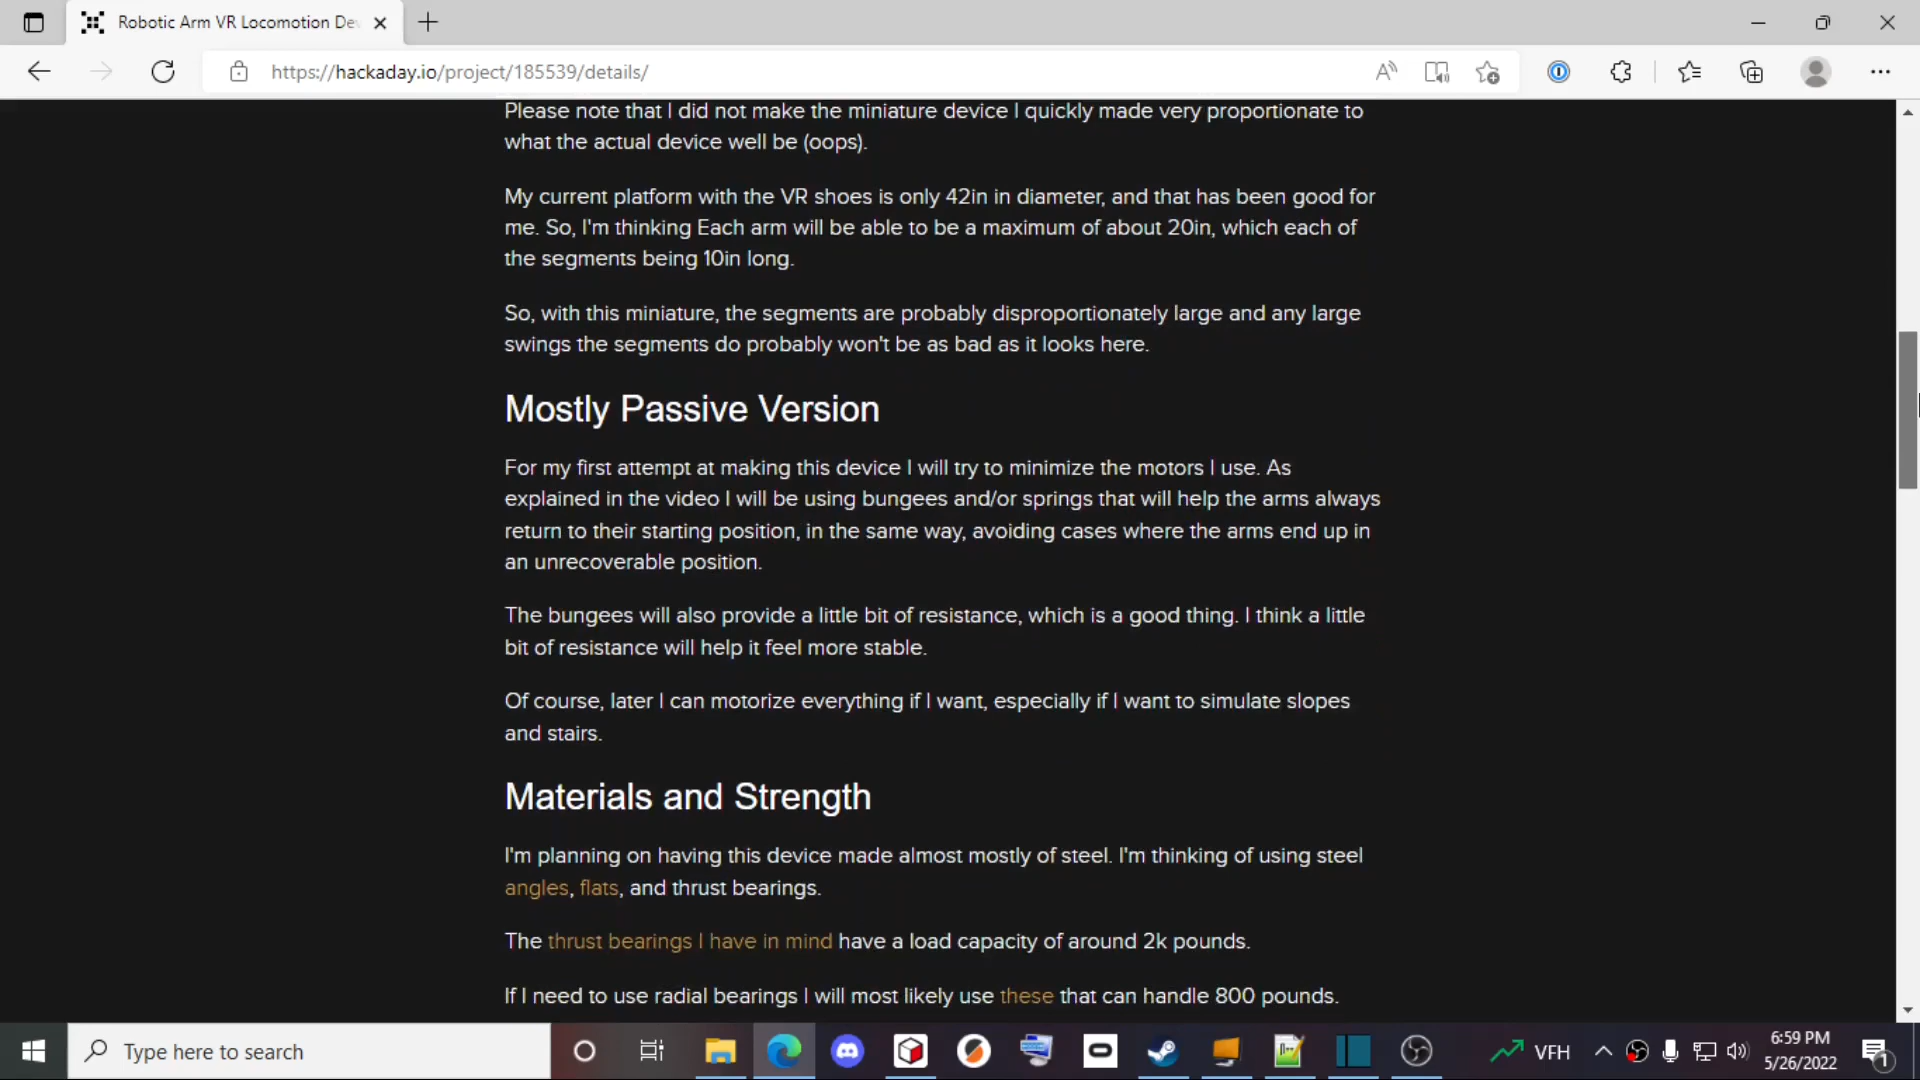 Robotic Arm VR Locomotion De
https://hackaday.io/project/185539/details/
Please note that I did not make the miniature device I quickly made very proportionate to
what the actual device well be (oops).
My current platform with the VR shoes is only 42in in diameter, and that has been good for
me. So, I'm thinking Each arm will be able to be a maximum of about 20in, which each of
the segments being 10in long.
So, with this miniature, the segments are probably disproportionately large and any large
swings the segments do probably won't be as bad as it looks here.
Mostly Passive Version
For my first attempt at making this device I will try to minimize the motors I use. As
explained in the video I will be using bungees and/or springs that will help the arms always
return to their starting position, in the same way, avoiding cases where the arms end up in
an unrecoverable position.
The bungees will also provide a little bit of resistance, which is a good thing. I think a little
bit of resistance will help it feel more stable.
Of course, later I can motorize everything if I want, especially if I want to simulate slopes
and stairs.
Materials and Strength
I'm planning on having this device made almost mostly of steel. I'm thinking of using steel
angles, flats, and thrust bearings.
The thrust bearings I have in mind have a load capacity of around 2k pounds.
If I need to use radial bearings I will most likely use these that can handle 800 pounds.
Type here to search
VFH
6:59 PM
5/26/2022
1